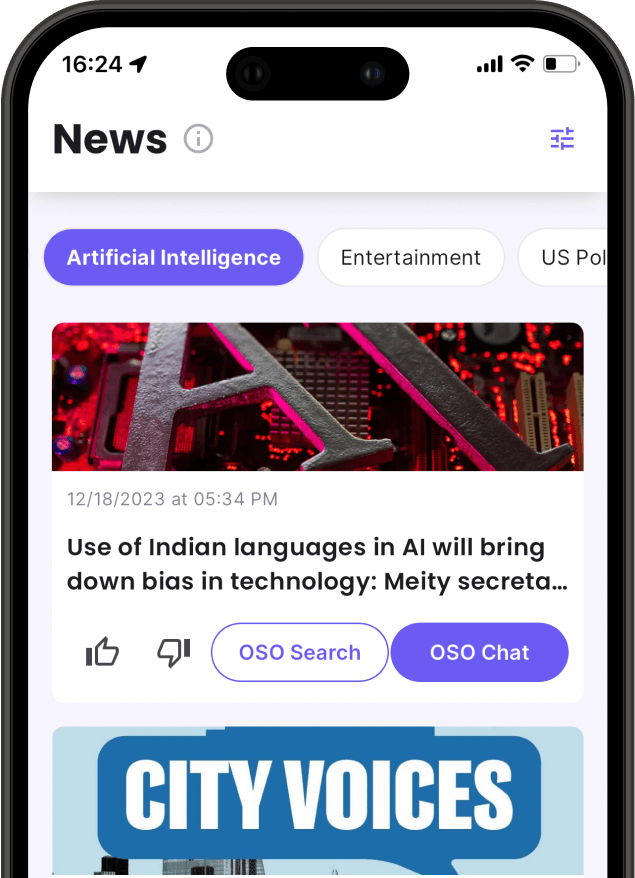 16:24
News
Artificial Intelligence
Entertainment
US Pol
AI
12/18/2023 at 05:34 PM
Use of Indian languages in AI will bring
down bias in technology: Meity secreta...
OSO Search
OSO Chat
CITY VOICES